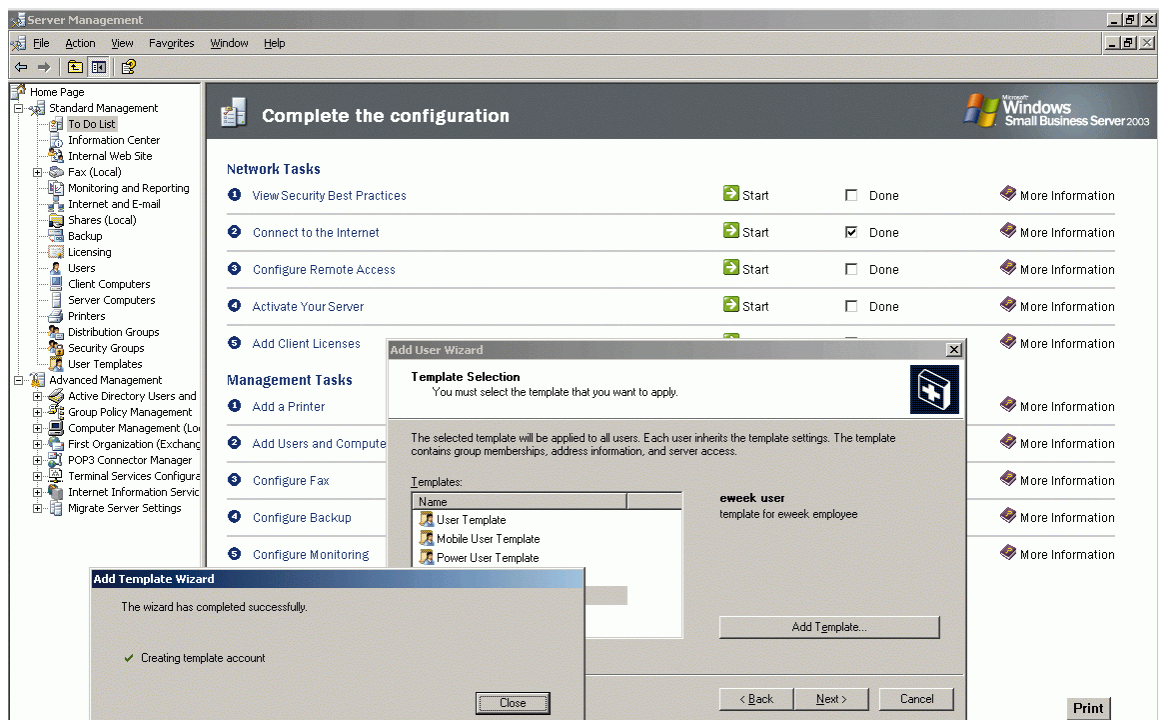 Server Management
File Action View Favorites Window Help
Home Page
Standard Management
To Do List
Information Center
Internal Web Site
Fax (Local)
Monitoring and Reporting
Internet and E-mail
Shares (Local)
Backup
Licensing
Users
Client Computers
Server Computers
Printers
Distribution Groups
Security Groups
User Templates
Advanced Management
Active Directory Users and
Group Policy Management
Computer Management (Lo
First Organization (Exchang
POP3 Connector Manager
Terminal Services Configura
Internet Information Servic
Migrate Server Settings
Complete the configuration
Microsoft
Windows
Small Business Server 2003
Network Tasks
1 View Security Best Practices Start Done More Information
2 Connect to the Internet Start Done More Information
3 Configure Remote Access Start Done More Information
4 Activate Your Server Start Done More Information
5 Add Client Licenses More Information
Management Tasks
1 Add a Printer More Information
2 Add Users and Compute More Information
3 Configure Fax More Information
4 Configure Backup More Information
5 Configure Monitoring More Information
Print
Add User Wizard
Template Selection
You must select the template that you want to apply.
The selected template will be applied to all users. Each user inherits the template settings. The template
contains group memberships, address information, and server access.
Templates:
Name
User Template
Mobile User Template
Power User Template
eweek user
template for eweek employee
Add Template...
< Back Next > Cancel
Add Template Wizard
The wizard has completed successfully.
Creating template account
Close